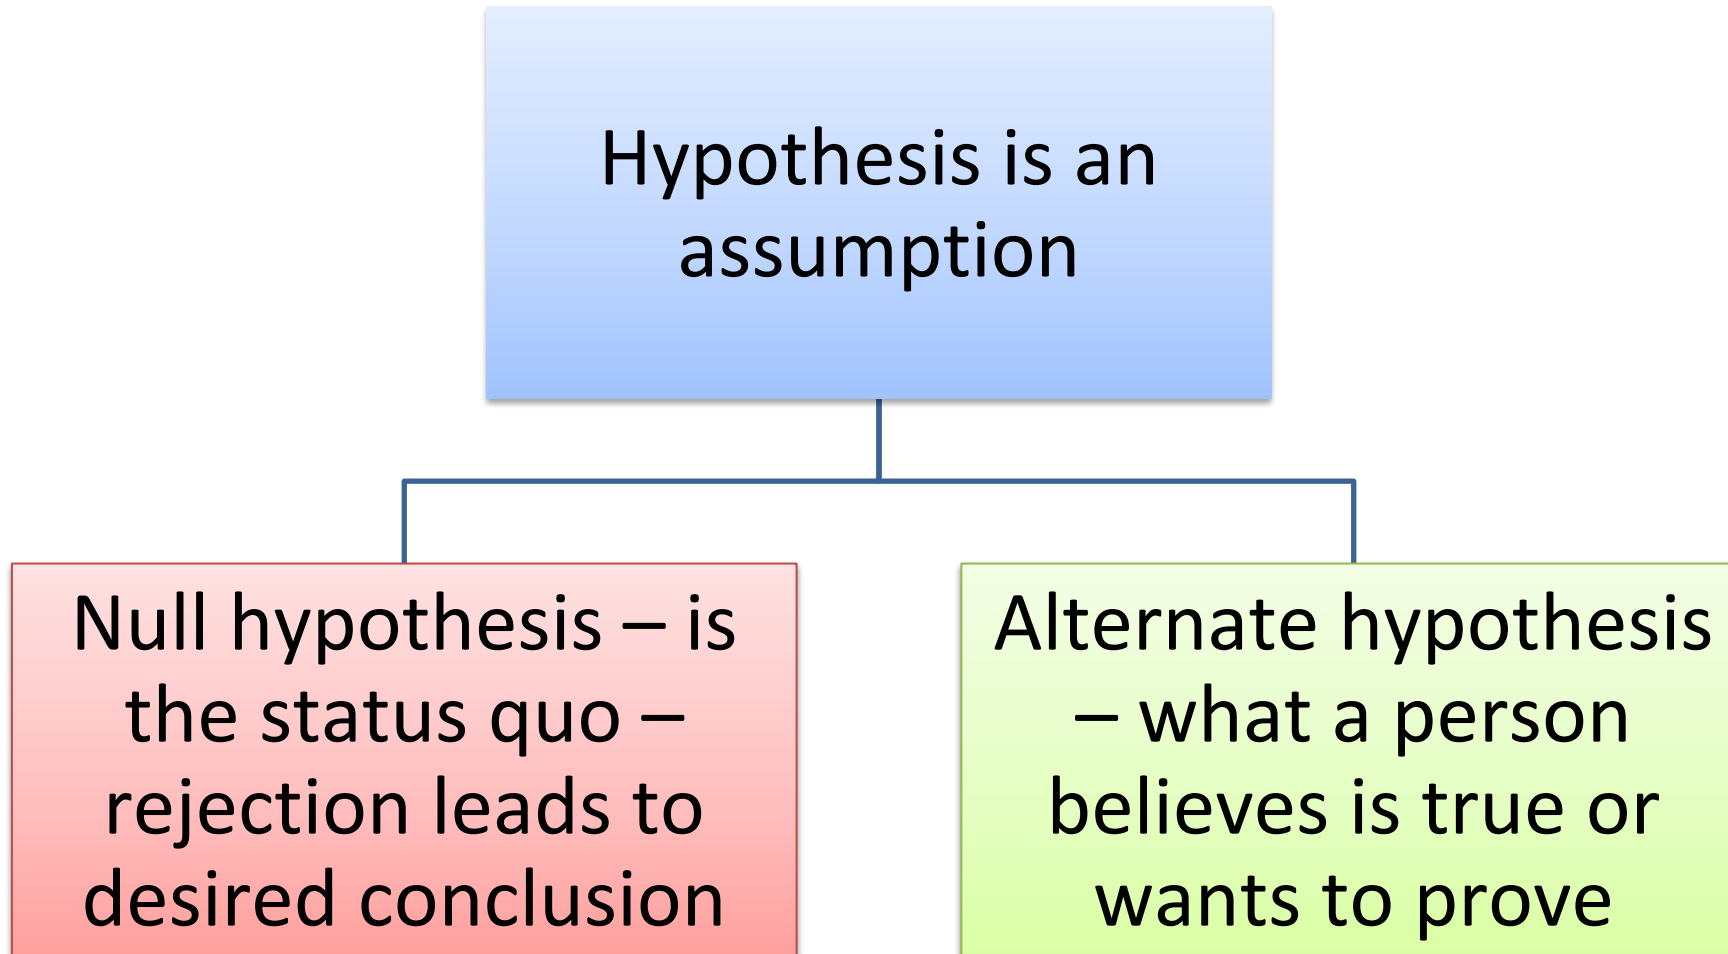 Hypothesis is an
assumption
Null hypothesis – is
the status quo –
rejection leads to
desired conclusion
Alternate hypothesis
– what a person
believes is true or
wants to prove